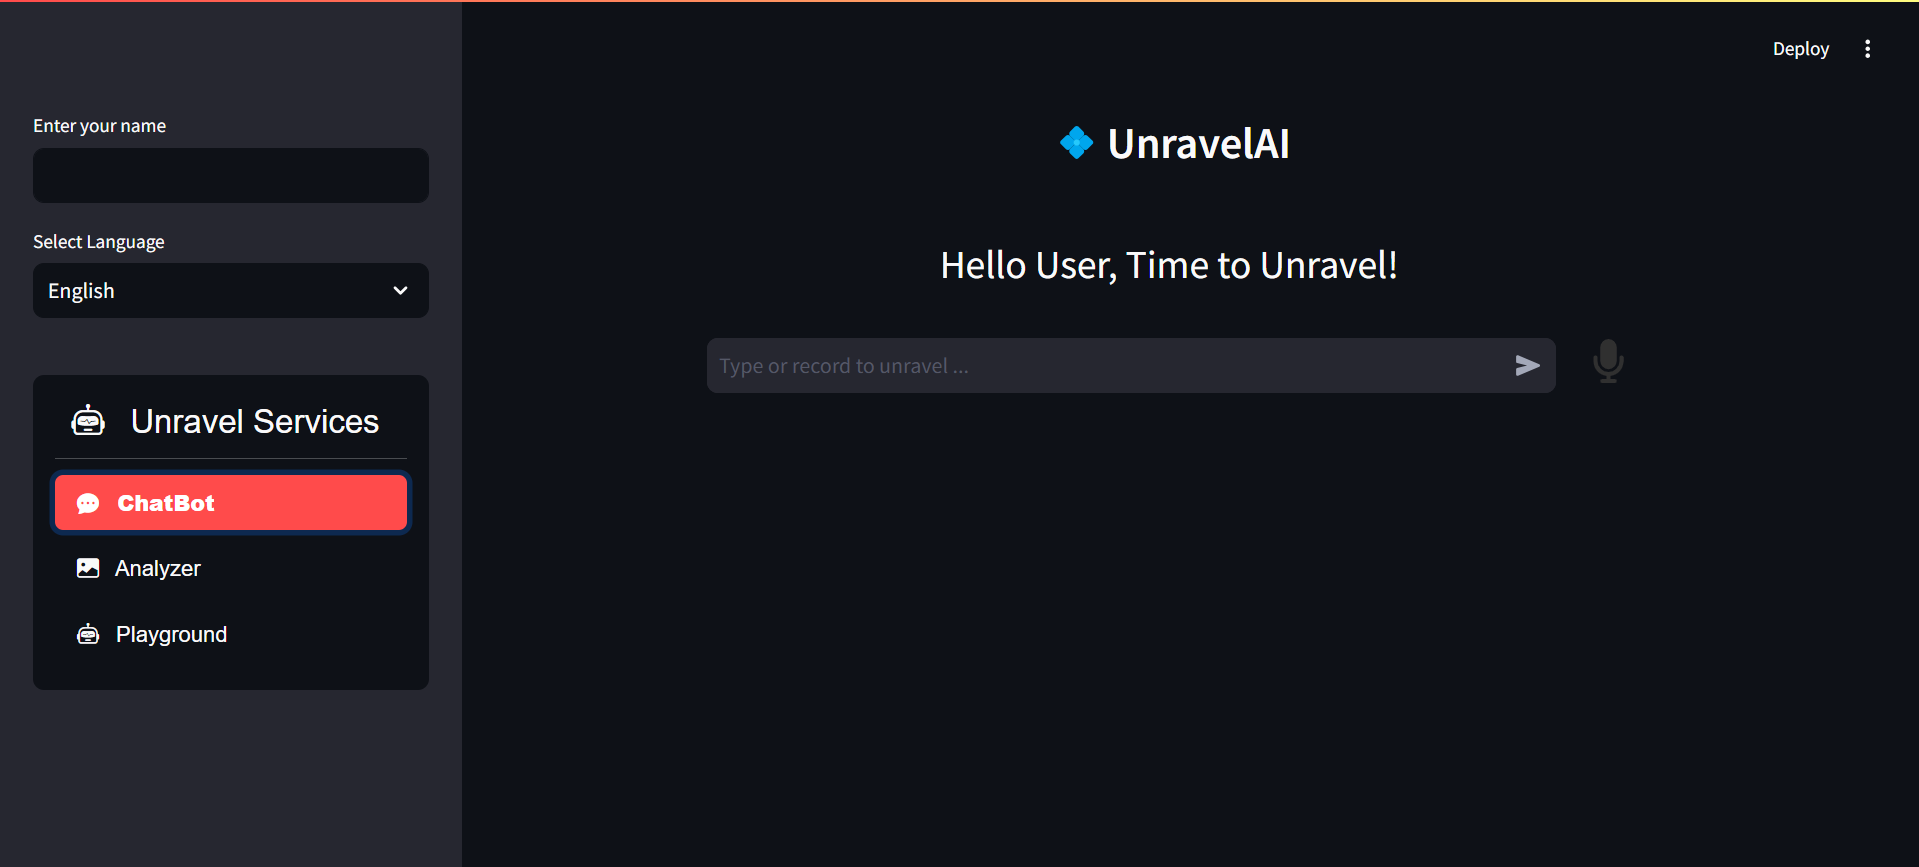 Deploy
Enter your name
Select Language
English
Unravel Services
ChatBot
Analyzer
Playground
UnravelAI
Hello User, Time to Unravel!
Type or record to unravel ...